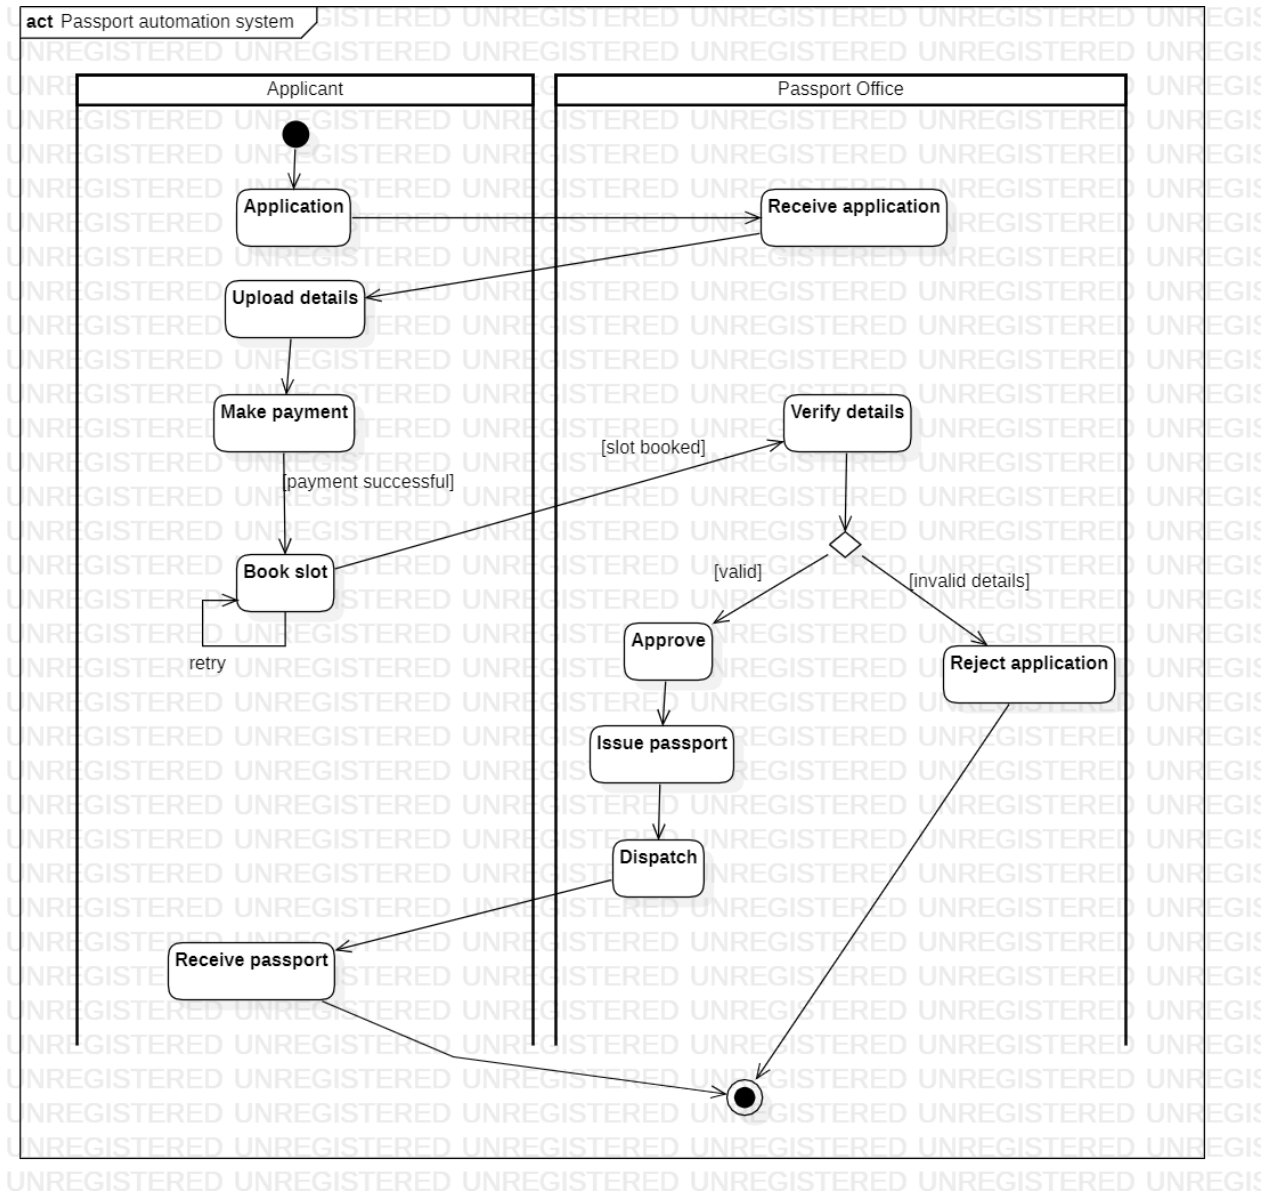 act Passport automation system
Applicant
Passport Office
Application
Receive application
Upload details
Make payment
Verify details
[slot booked]
[payment successful]
Book slot
[valid]
[invalid details]
retry
Approve
Reject application
Issue passport
Dispatch
Receive passport
UNREGISTERED